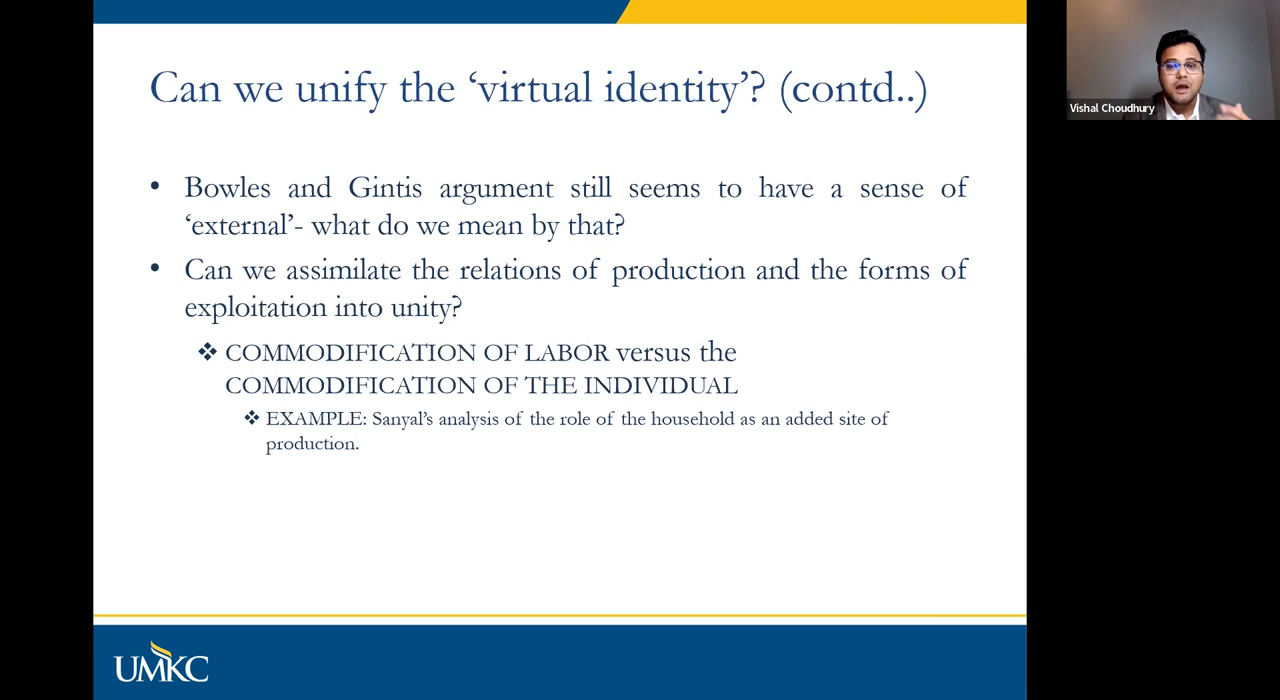 Can we unify the ‘virtual identity’? (contd..)
Vishal Choudhury
• Bowles and Gintis argument still seems to have a sense of
‘external’- what do we mean by that?
• Can we assimilate the relations of production and the forms of
exploitation into unity?
❖ COMMODIFICATION OF LABOR versus the
COMMODIFICATION OF THE INDIVIDUAL
❖ EXAMPLE: Sanyal’s analysis of the role of the household as an added site of
production.
UMKC